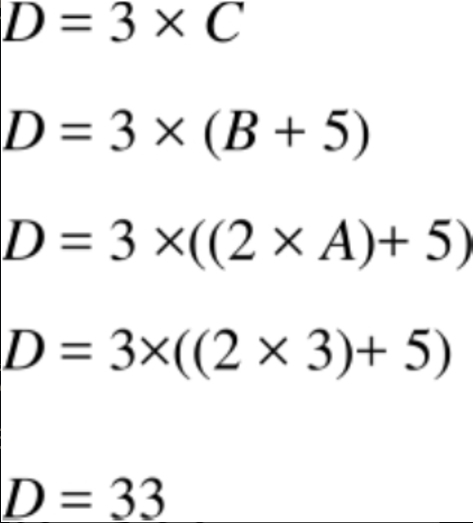 D = 3 × C
D = 3 × (B + 5)
D = 3 ×((2 × A)+ 5)
D = 3×((2 × 3)+ 5)
D = 33